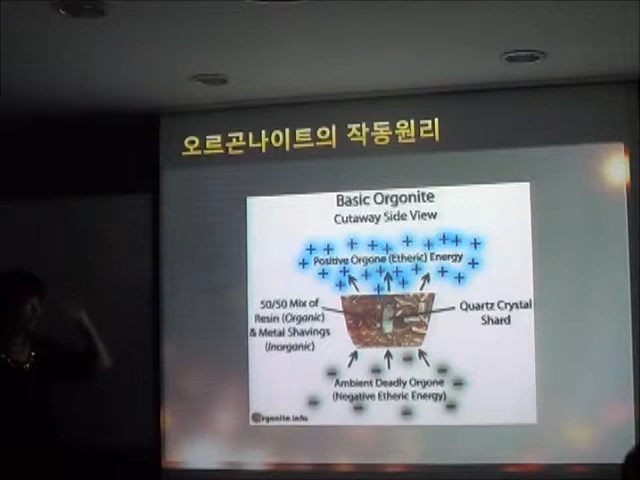 오르곤나이트의 작동원리
Basic Orgonite
Cutaway Side View
Positive Orgone (Etheric) Energy
50/50 Mix of
Resin (Organic)
& Metal Shavings
(Inorganic)
Quartz Crystal
Shard
Ambient Deadly Orgone
(Negative Etheric Energy)
Orgonite.info